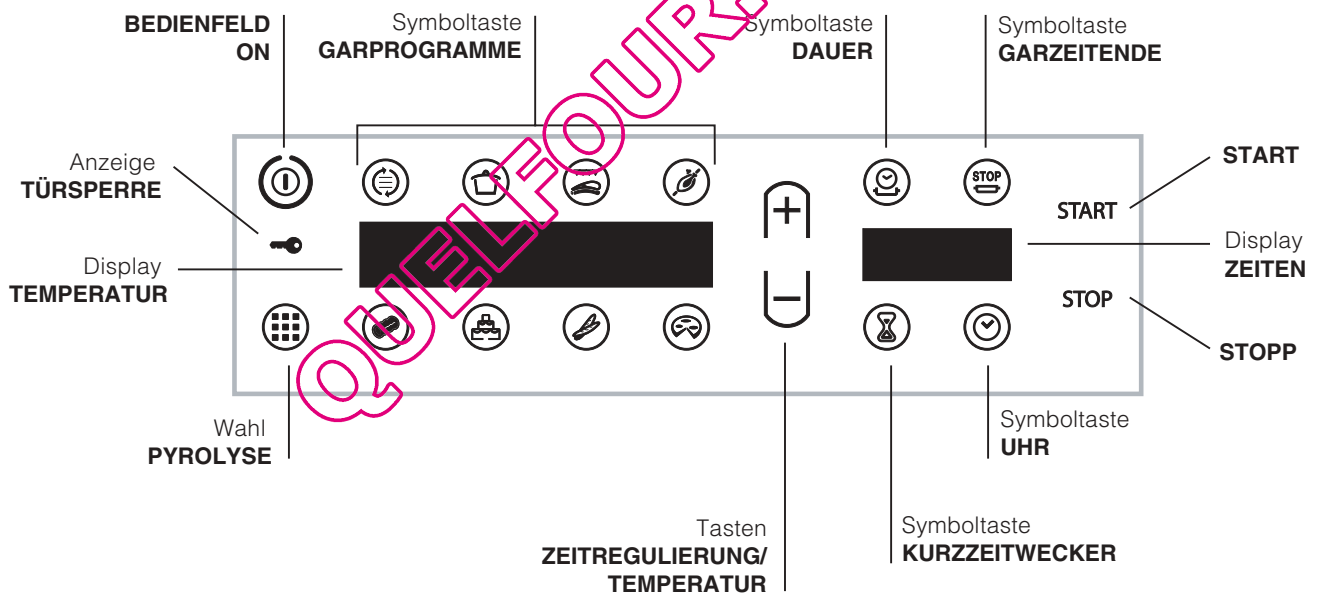 BEDIENFELD
ON
Symboltaste
GARPROGRAMME
Symboltaste
DAUER
Symboltaste
GARZEITENDE
Anzeige
TÜRSPERRE
Display
TEMPERATUR
STOP
START
STOP
START
Display
ZEITEN
STOPP
Wahl
PYROLYSE
Symboltaste
UHR
Tasten
ZEITREGULIERUNG/
TEMPERATUR
Symboltaste
KURZZEITWECKER
QUELFOUR.